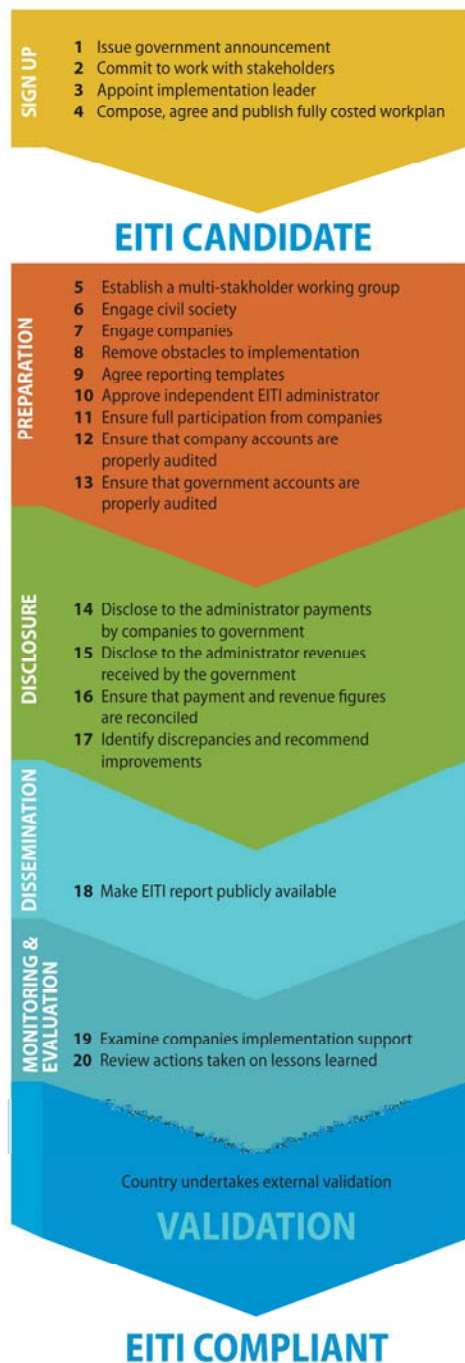 SIGN UP
1 Issue government announcement
2 Commit to work with stakeholders
3 Appoint implementation leader
4 Compose, agree and publish fully costed workplan
EITI CANDIDATE
PREPARATION
5 Establish a multi-stakholder working group
6 Engage civil society
7 Engage companies
8 Remove obstacles to implementation
9 Agree reporting templates
10 Approve independent EITI administrator
11 Ensure full participation from companies
12 Ensure that company accounts are
properly audited
13 Ensure that government accounts are
properly audited
DISCLOSURE
14 Disclose to the administrator payments
by companies to government
15 Disclose to the administrator revenues
received by the government
16 Ensure that payment and revenue figures
are reconciled
17 Identify discrepancies and recommend
improvements
DISSEMINATION
18 Make EITI report publicly available
MONITORING &
EVALUATION
19 Examine companies implementation support
20 Review actions taken on lessons learned
Country undertakes external validation
VALIDATION
EITI COMPLIANT